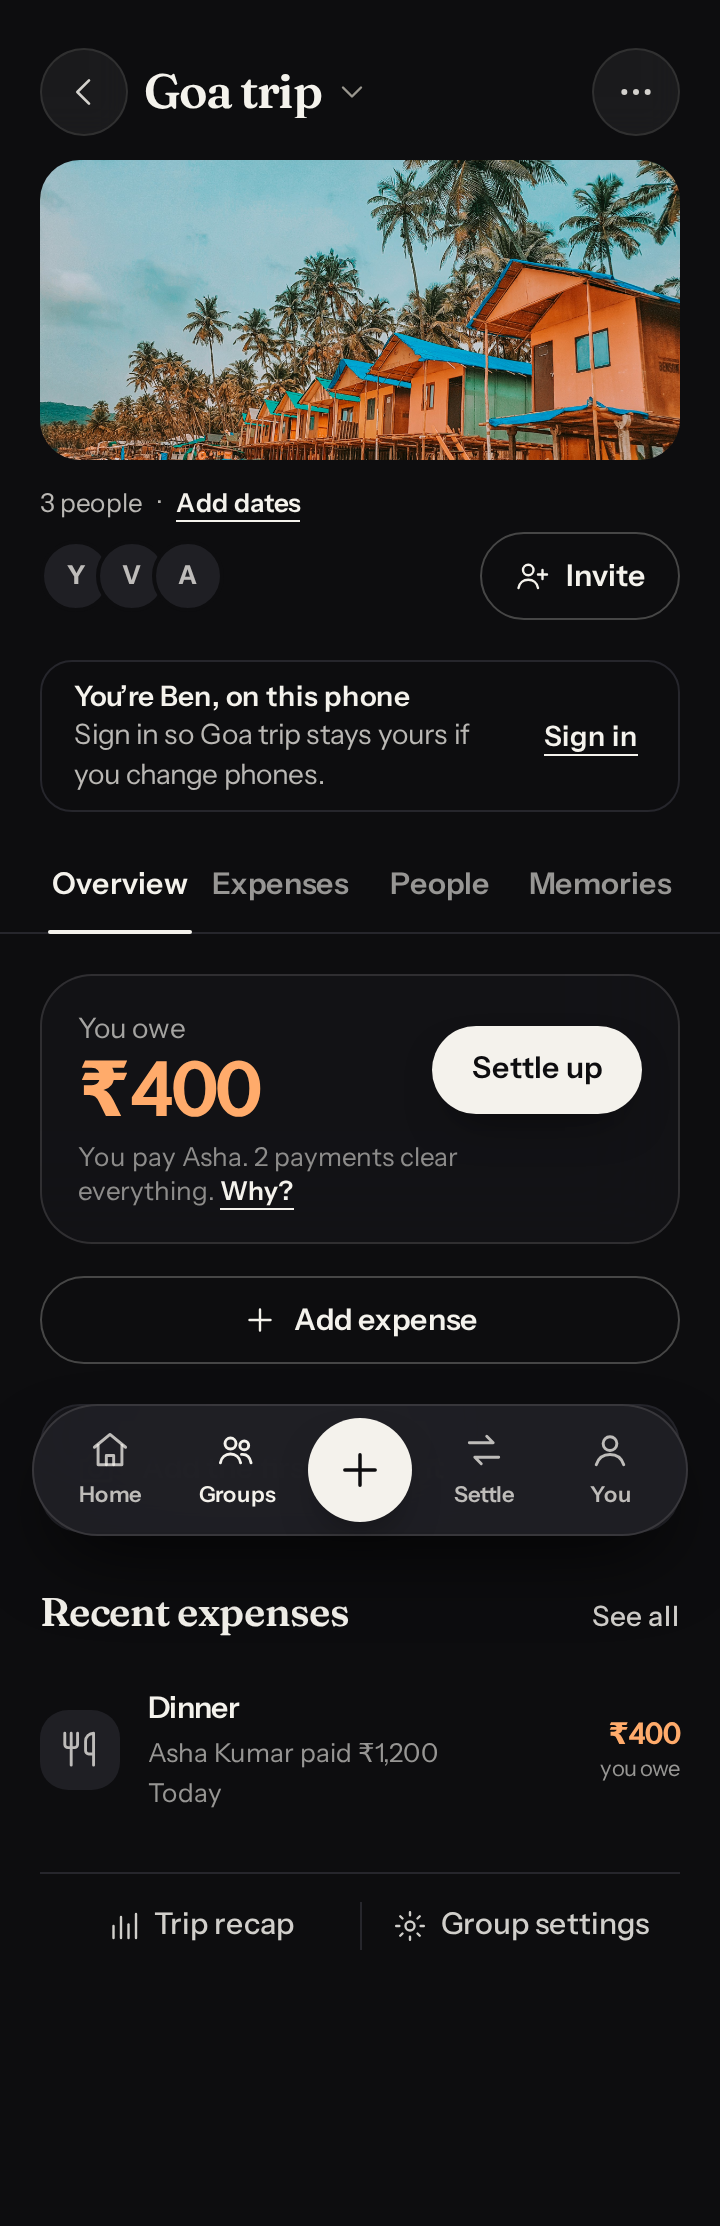 Goa trip
3 people · Add dates
Y V A
Invite
You’re Ben, on this phone
Sign in so Goa trip stays yours if
you change phones.
Sign in
Overview Expenses People Memories
You owe
₹400
Settle up
You pay Asha. 2 payments clear
everything. Why?
Add expense
Home Groups Settle You
Recent expenses See all
Dinner
Asha Kumar paid ₹1,200
Today
₹400
you owe
Trip recap Group settings